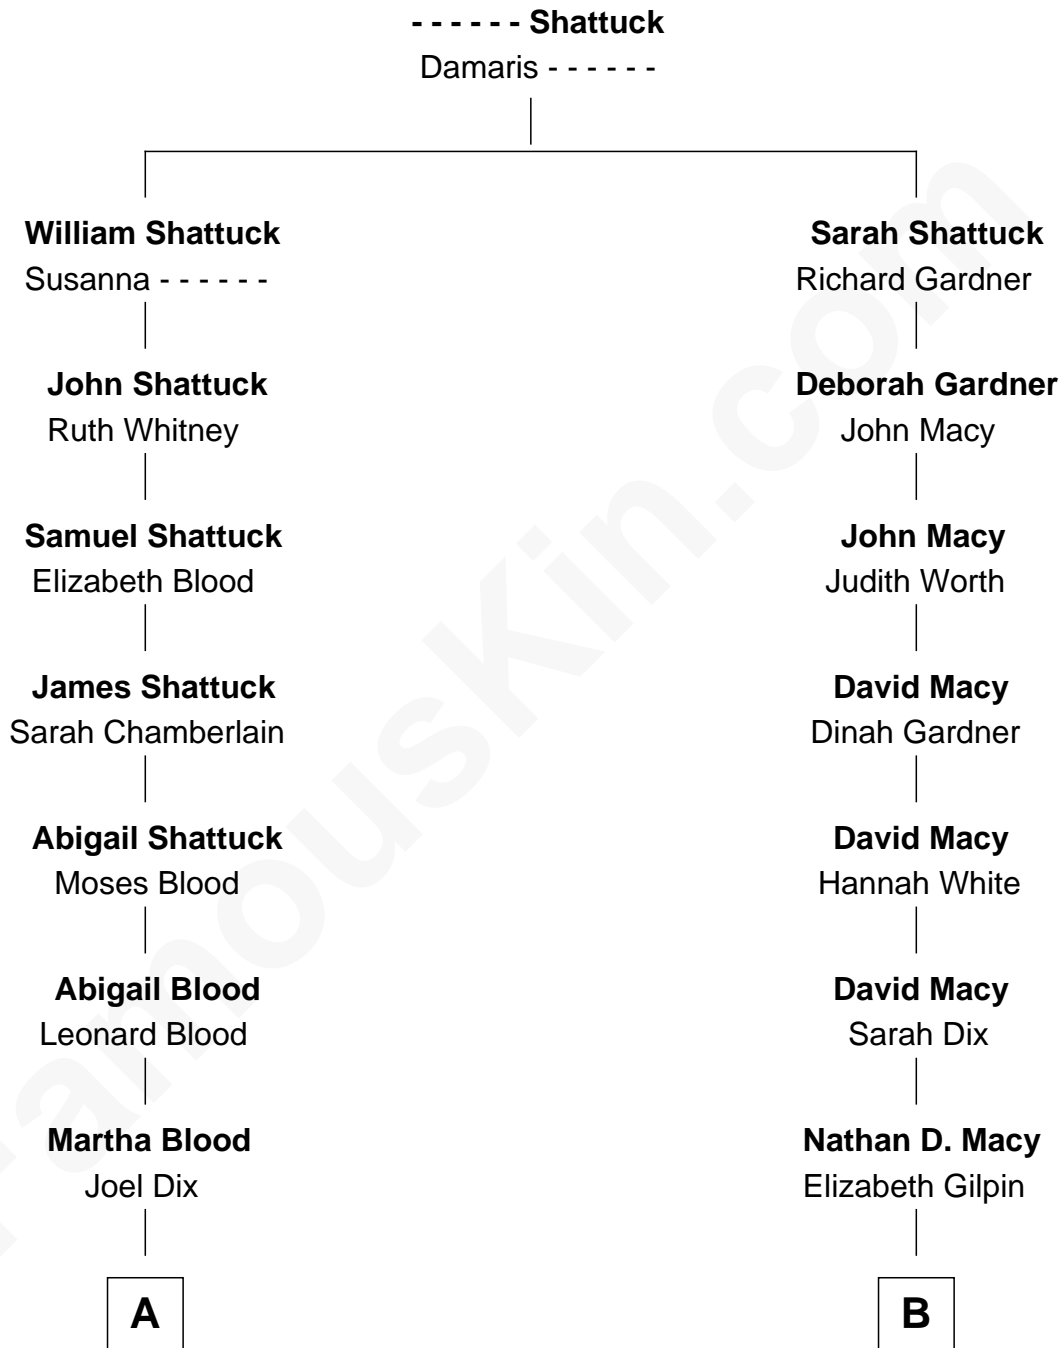 - - - - - - Shattuck
Damaris - - - - - -
William Shattuck
Susanna - - - - - -
Sarah Shattuck
Richard Gardner
John Shattuck
Ruth Whitney
Deborah Gardner
John Macy
Samuel Shattuck
Elizabeth Blood
John Macy
Judith Worth
James Shattuck
Sarah Chamberlain
David Macy
Dinah Gardner
Abigail Shattuck
Moses Blood
David Macy
Hannah White
Abigail Blood
Leonard Blood
David Macy
Sarah Dix
Martha Blood
Joel Dix
Nathan D. Macy
Elizabeth Gilpin
A
B
FamousKin.com